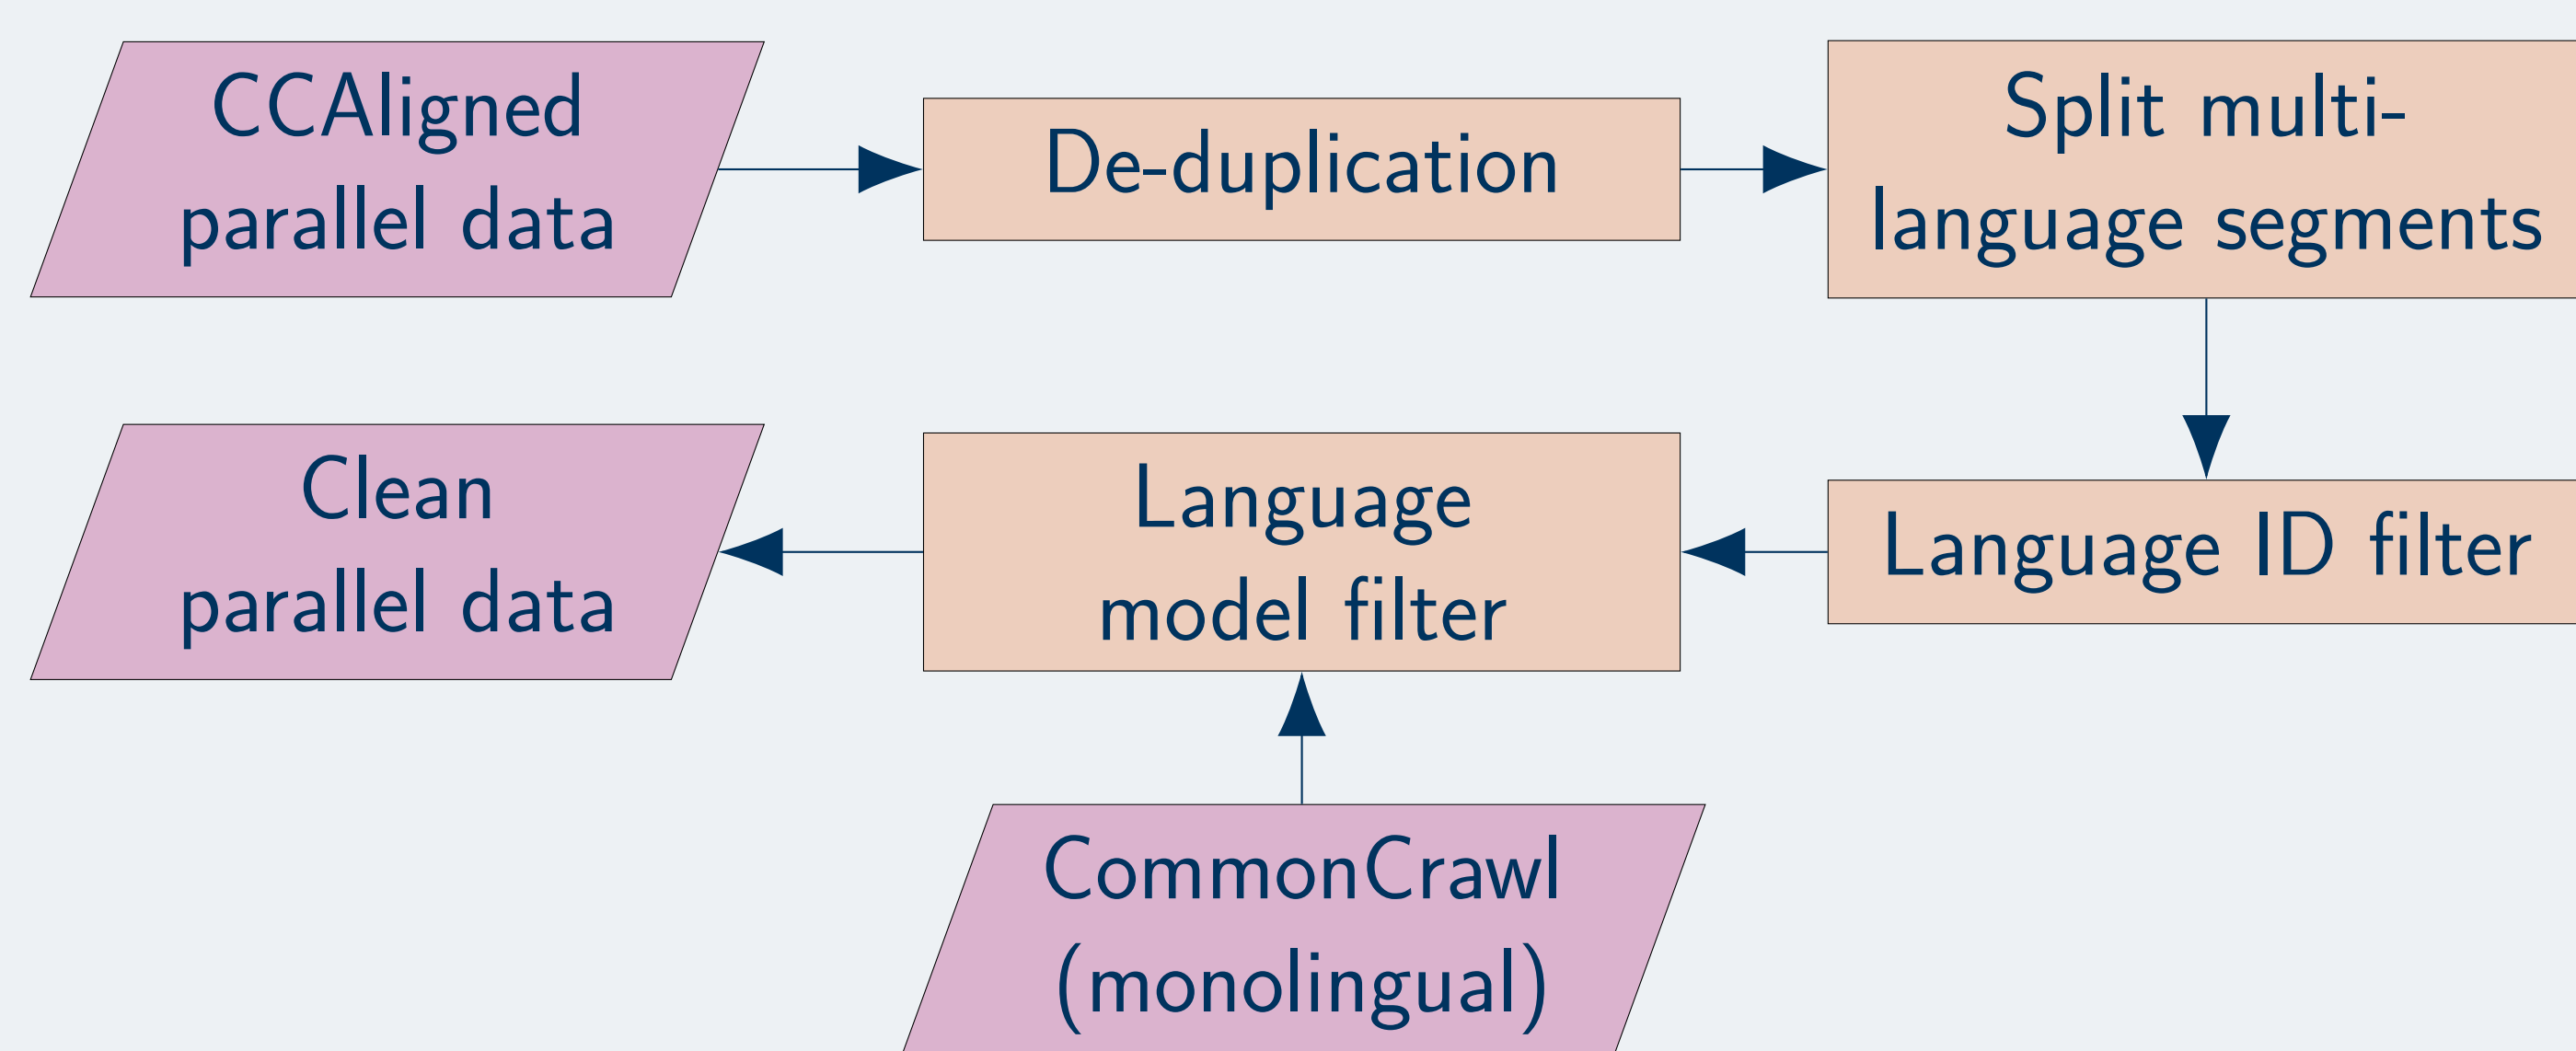 CCAligned
parallel data
De-duplication
Split multi-
language segments
Language ID filter
Language
model filter
Clean
parallel data
CommonCrawl
(monolingual)